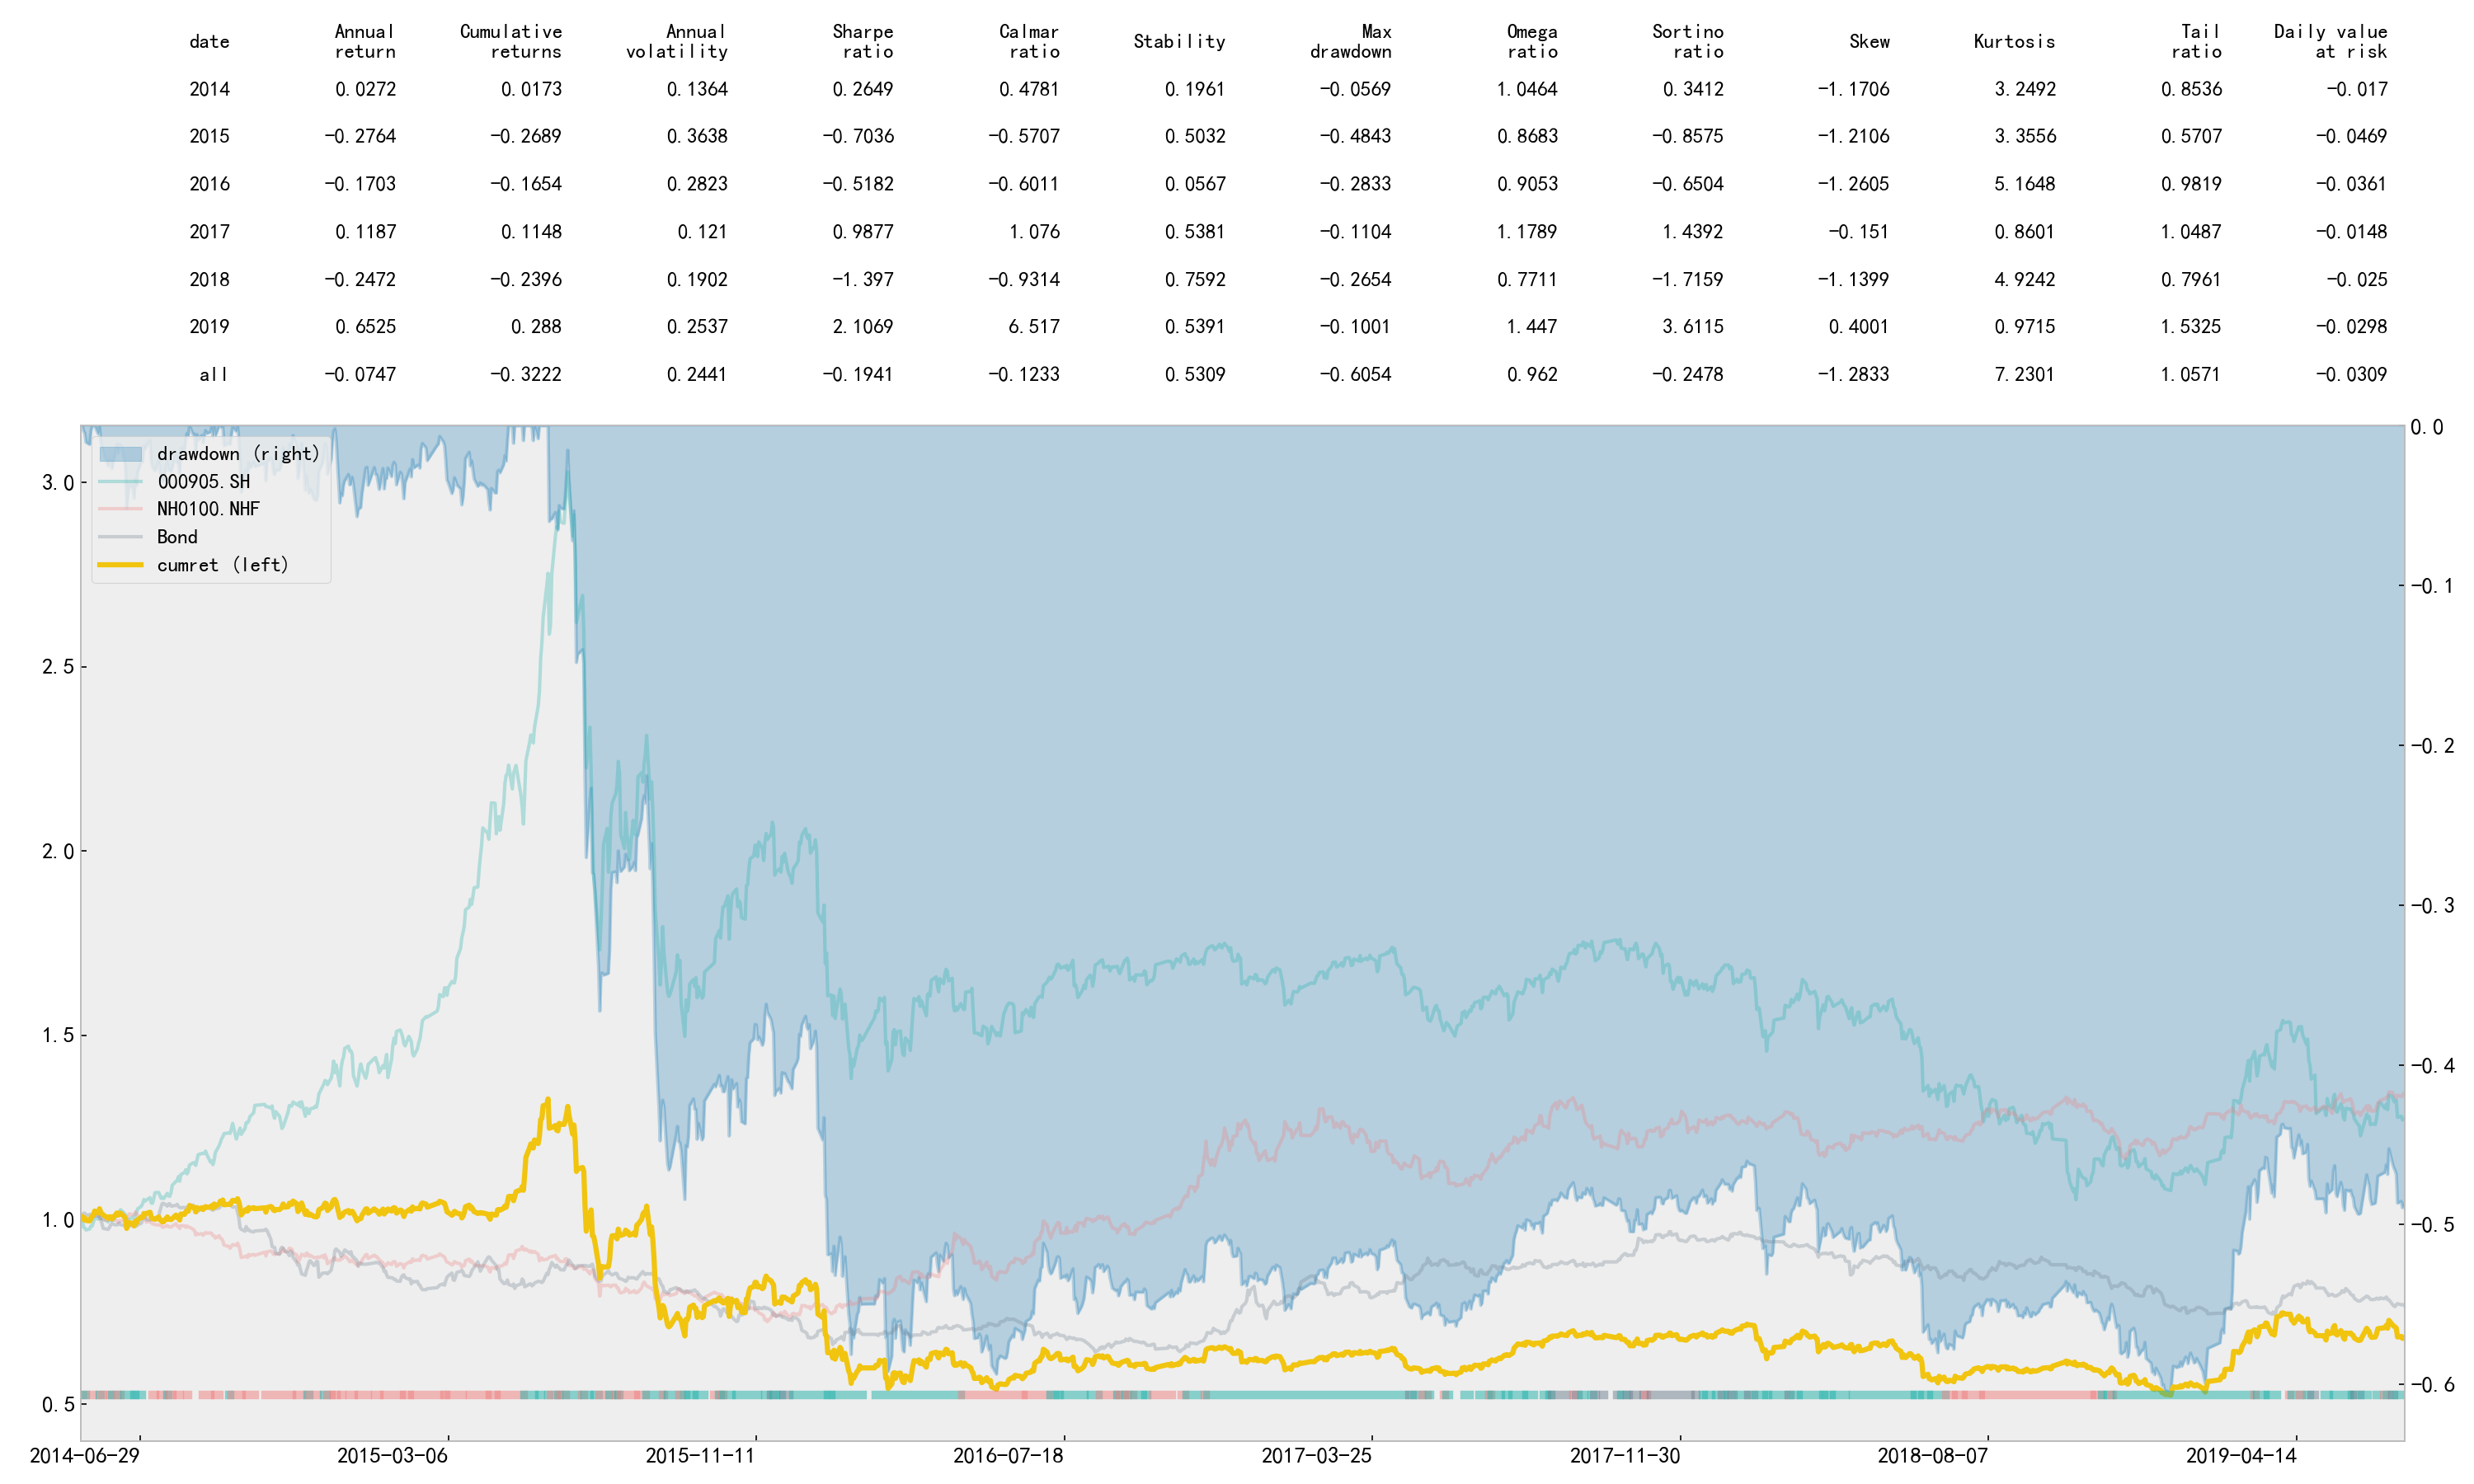 date Annual return Cumulative returns Annual volatility Sharpe ratio Calmar ratio Stability Max drawdown Omega ratio Sortino ratio Skew Kurtosis Tail ratio Daily value at risk
2014 0.0272 0.0173 0.1364 0.2649 0.4781 0.1961 −0.0569 1.0464 0.3412 −1.1706 3.2492 0.8536 −0.017
2015 −0.2764 −0.2689 0.3638 −0.7036 −0.5707 0.5032 −0.4843 0.8683 −0.8575 −1.2106 3.3556 0.5707 −0.0469
2016 −0.1703 −0.1654 0.2823 −0.5182 −0.6011 0.0567 −0.2833 0.9053 −0.6504 −1.2605 5.1648 0.9819 −0.0361
2017 0.1187 0.1148 0.121 0.9877 1.076 0.5381 −0.1104 1.1789 1.4392 −0.151 0.8601 1.0487 −0.0148
2018 −0.2472 −0.2396 0.1902 −1.397 −0.9314 0.7592 −0.2654 0.7711 −1.7159 −1.1399 4.9242 0.7961 −0.025
2019 0.6525 0.288 0.2537 2.1069 6.517 0.5391 −0.1001 1.447 3.6115 0.4001 0.9715 1.5325 −0.0298
all −0.0747 −0.3222 0.2441 −0.1941 −0.1233 0.5309 −0.6054 0.962 −0.2478 −1.2833 7.2301 1.0571 −0.0309
drawdown (right)
000905.SH
NH0100.NHF
Bond
cumret (left)
3.0
2.5
2.0
1.5
1.0
0.5
0.0
−0.1
−0.2
−0.3
−0.4
−0.5
−0.6
2014−06−29 2015−03−06 2015−11−11 2016−07−18 2017−03−25 2017−11−30 2018−08−07 2019−04−14